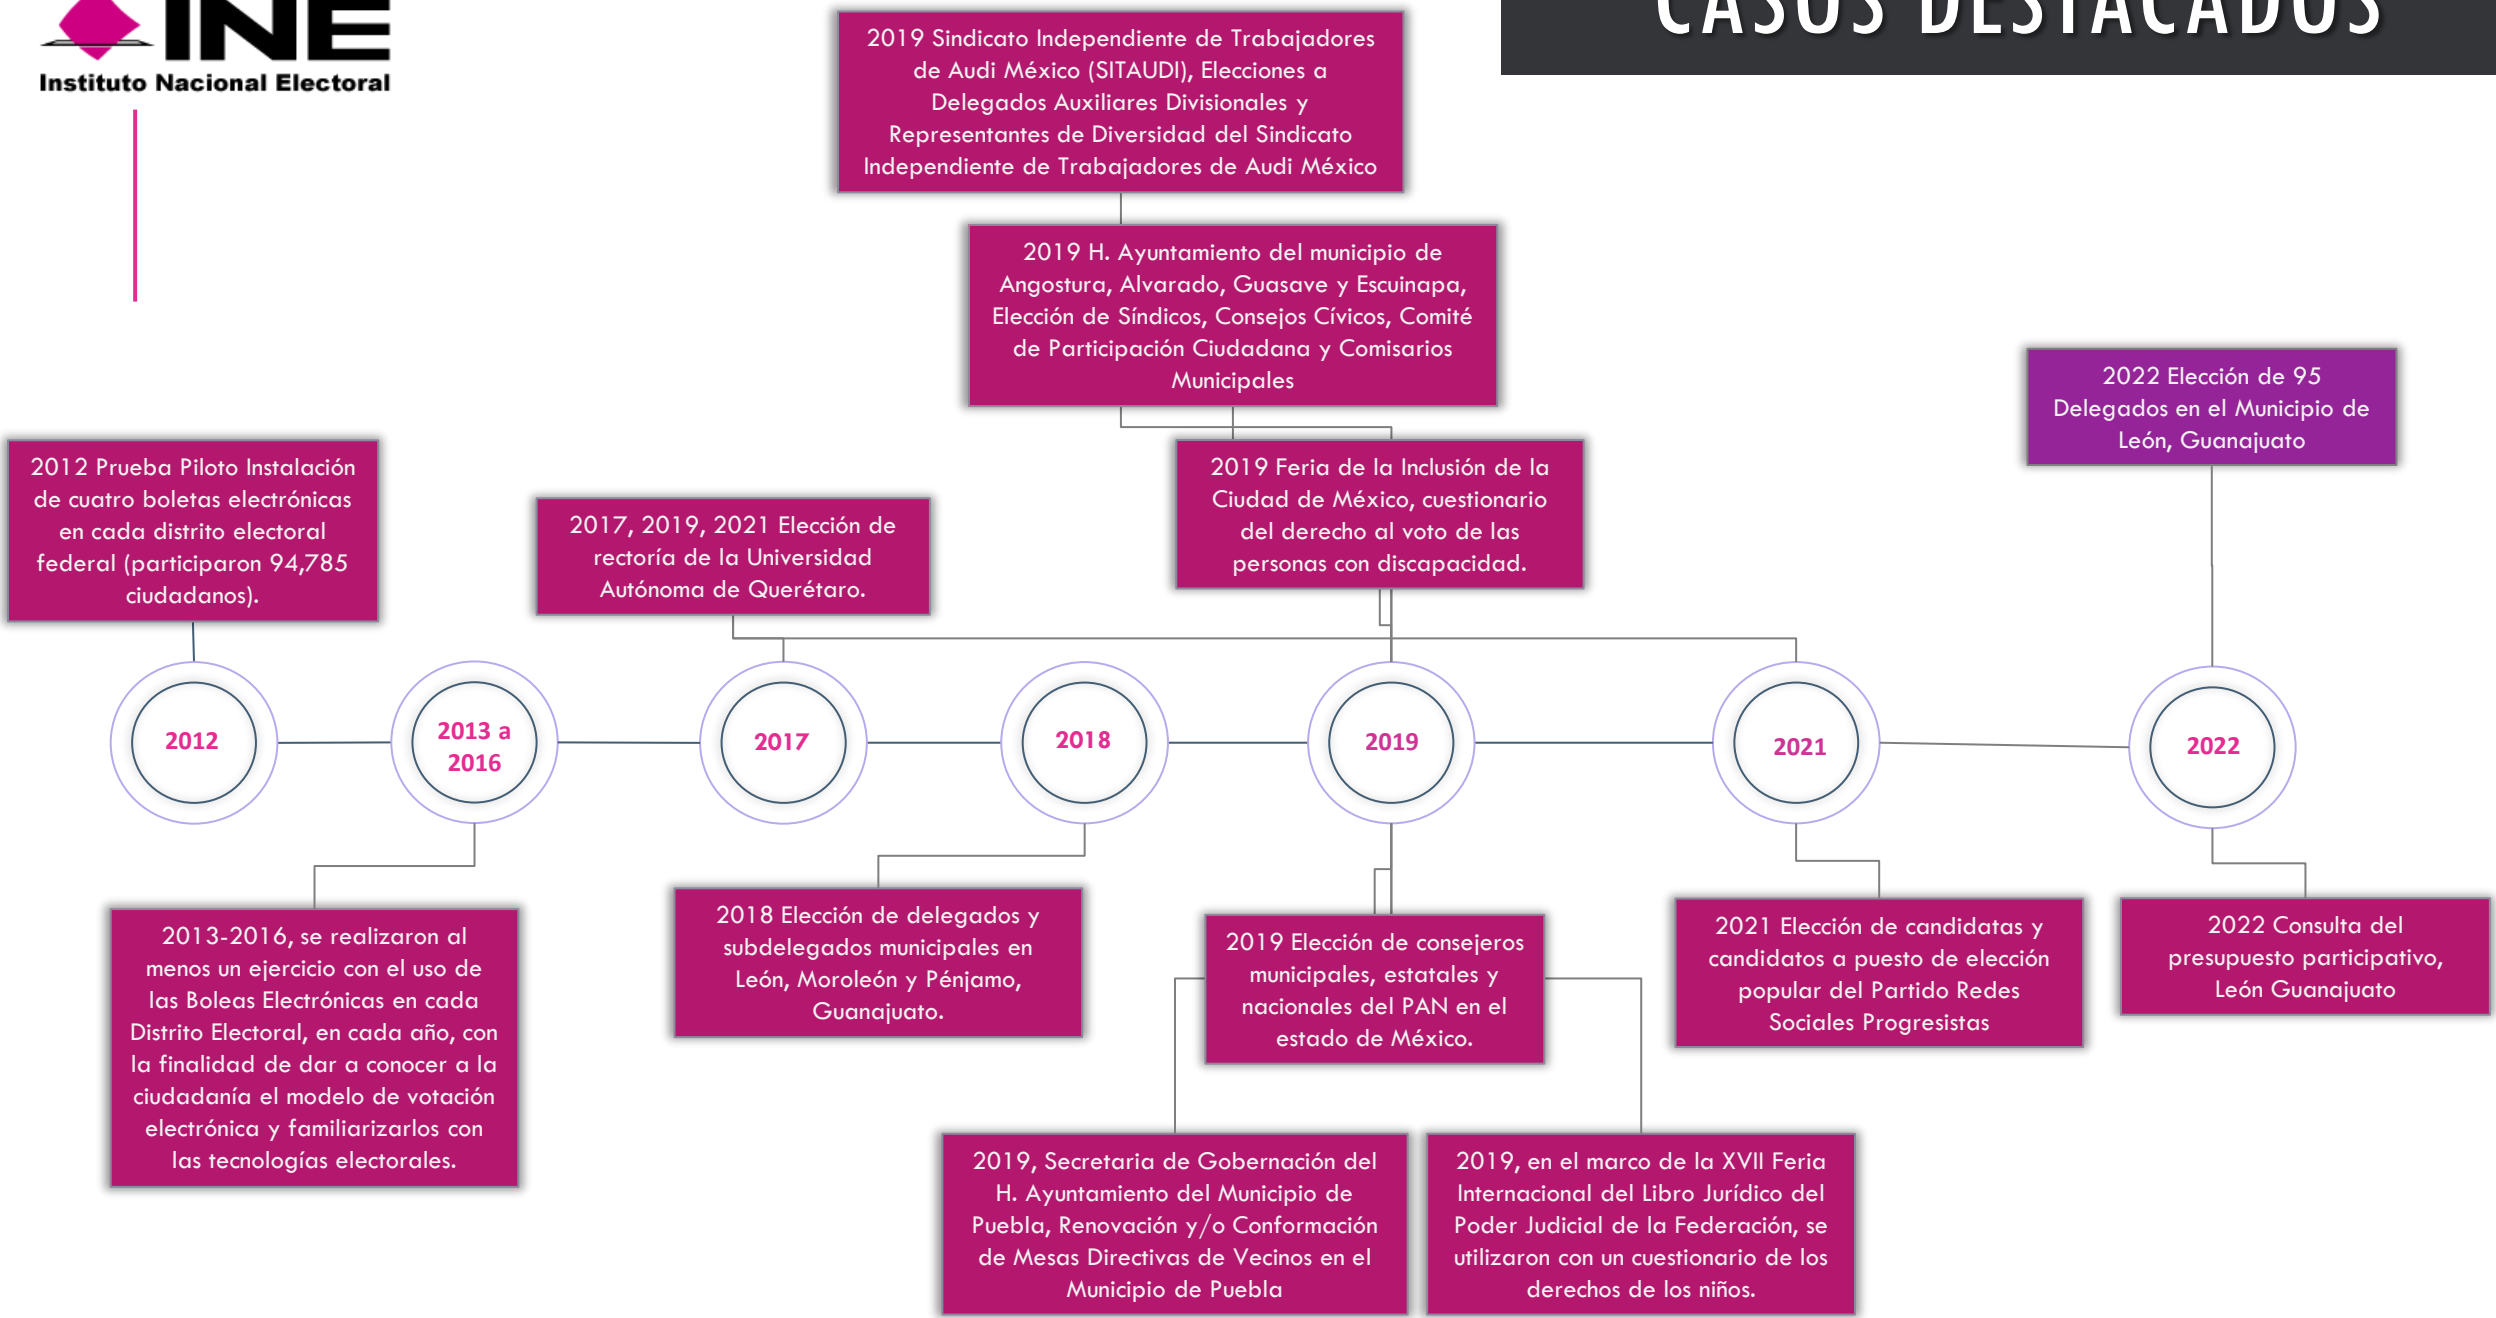 INE
Instituto Nacional Electoral
CASOS DESTACADOS
2019 Sindicato Independiente de Trabajadores
de Audi México (SITAUDI), Elecciones a
Delegados Auxiliares Divisionales y
Representantes de Diversidad del Sindicato
Independiente de Trabajadores de Audi México
2019 H. Ayuntamiento del municipio de
Angostura, Alvarado, Guasave y Escuinapa,
Elección de Síndicos, Consejos Cívicos, Comité
de Participación Ciudadana y Comisarios
Municipales
2022 Elección de 95
Delegados en el Municipio de
León, Guanajuato
2012 Prueba Piloto Instalación
de cuatro boletas electrónicas
en cada distrito electoral
federal (participaron 94,785
ciudadanos).
2017, 2019, 2021 Elección de
rectoría de la Universidad
Autónoma de Querétaro.
2019 Feria de la Inclusión de la
Ciudad de México, cuestionario
del derecho al voto de las
personas con discapacidad.
2012
2013 a
2016
2017
2018
2019
2021
2022
2013-2016, se realizaron al
menos un ejercicio con el uso de
las Boleas Electrónicas en cada
Distrito Electoral, en cada año, con
la finalidad de dar a conocer a la
ciudadanía el modelo de votación
electrónica y familiarizarlos con
las tecnologías electorales.
2018 Elección de delegados y
subdelegados municipales en
León, Moroleón y Pénjamo,
Guanajuato.
2019 Elección de consejeros
municipales, estatales y
nacionales del PAN en el
estado de México.
2021 Elección de candidatas y
candidatos a puesto de elección
popular del Partido Redes
Sociales Progresistas
2022 Consulta del
presupuesto participativo,
León Guanajuato
2019, Secretaria de Gobernación del
H. Ayuntamiento del Municipio de
Puebla, Renovación y/o Conformación
de Mesas Directivas de Vecinos en el
Municipio de Puebla
2019, en el marco de la XVII Feria
Internacional del Libro Jurídico del
Poder Judicial de la Federación, se
utilizaron con un cuestionario de los
derechos de los niños.